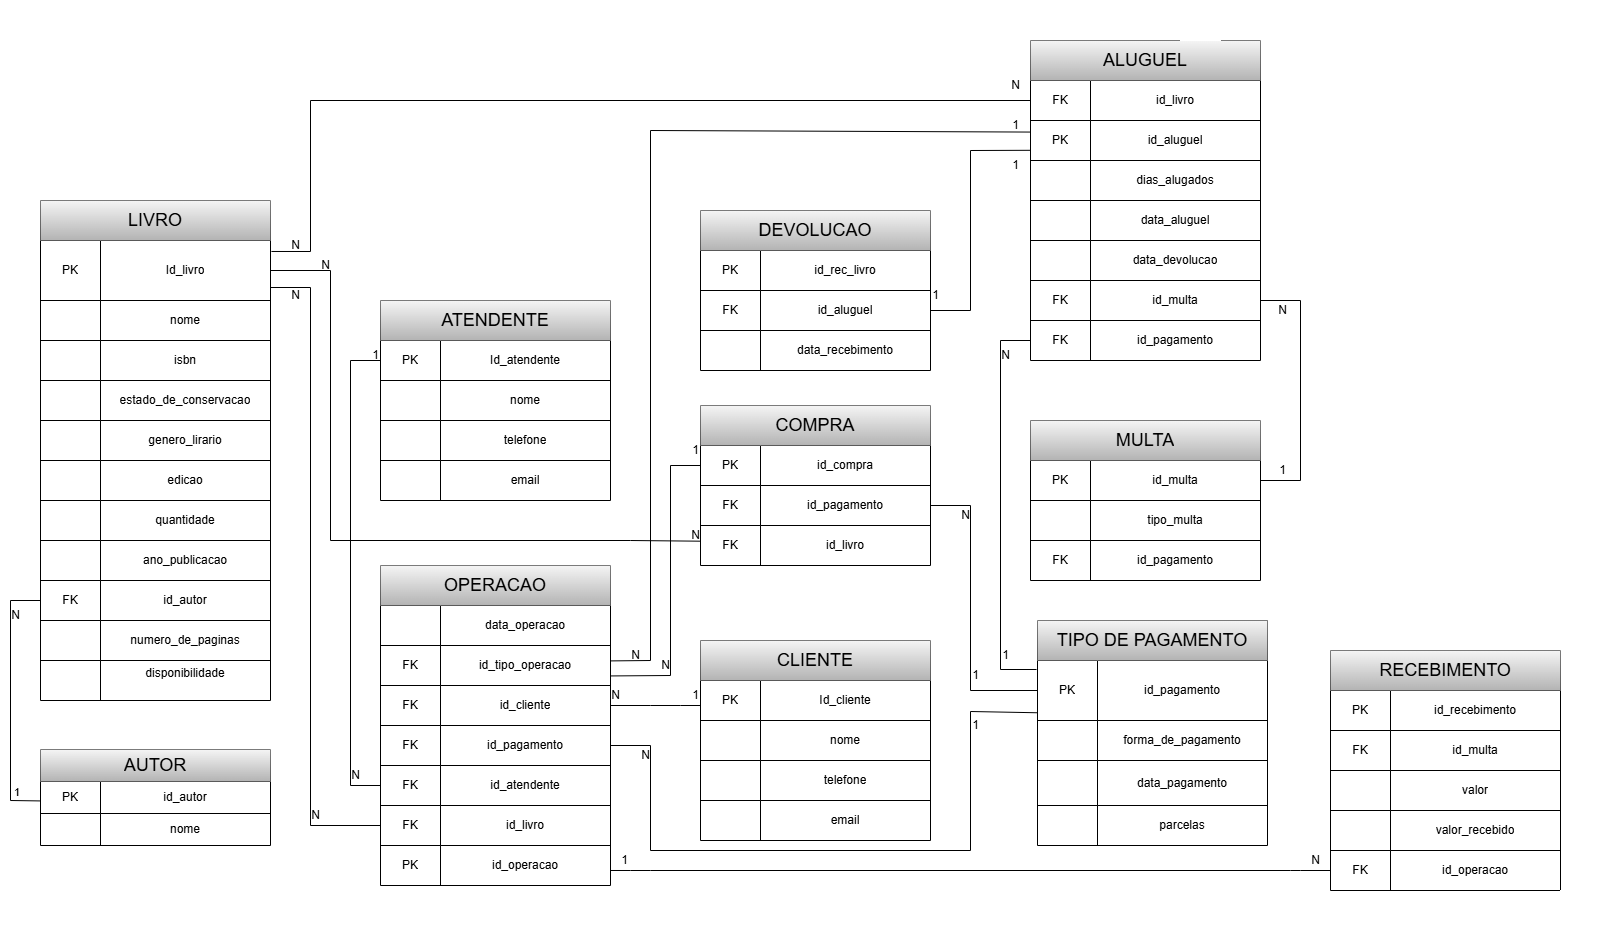 LIVRO
PK Id_livro
nome
isbn
estado_de_conservacao
genero_lirario
edicao
quantidade
ano_publicacao
FK id_autor
numero_de_paginas
disponibilidade
N
N
N
N
1
AUTOR
PK id_autor
nome
ATENDENTE
PK Id_atendente
nome
telefone
email
1
OPERACAO
data_operacao
FK id_tipo_operacao
FK id_cliente
FK id_pagamento
FK id_atendente
FK id_livro
PK id_operacao
N
N
N
N
N
N
1
DEVOLUCAO
PK id_rec_livro
FK id_aluguel
data_recebimento
1
COMPRA
PK id_compra
FK id_pagamento
FK id_livro
1
N
N
CLIENTE
PK Id_cliente
nome
telefone
email
1
ALUGUEL
FK id_livro
PK id_aluguel
dias_alugados
data_aluguel
data_devolucao
FK id_multa
FK id_pagamento
N
1
1
N
N
MULTA
PK id_multa
tipo_multa
FK id_pagamento
1
TIPO DE PAGAMENTO
PK id_pagamento
forma_de_pagamento
data_pagamento
parcelas
1
1
1
RECEBIMENTO
PK id_recebimento
FK id_multa
valor
valor_recebido
FK id_operacao
N